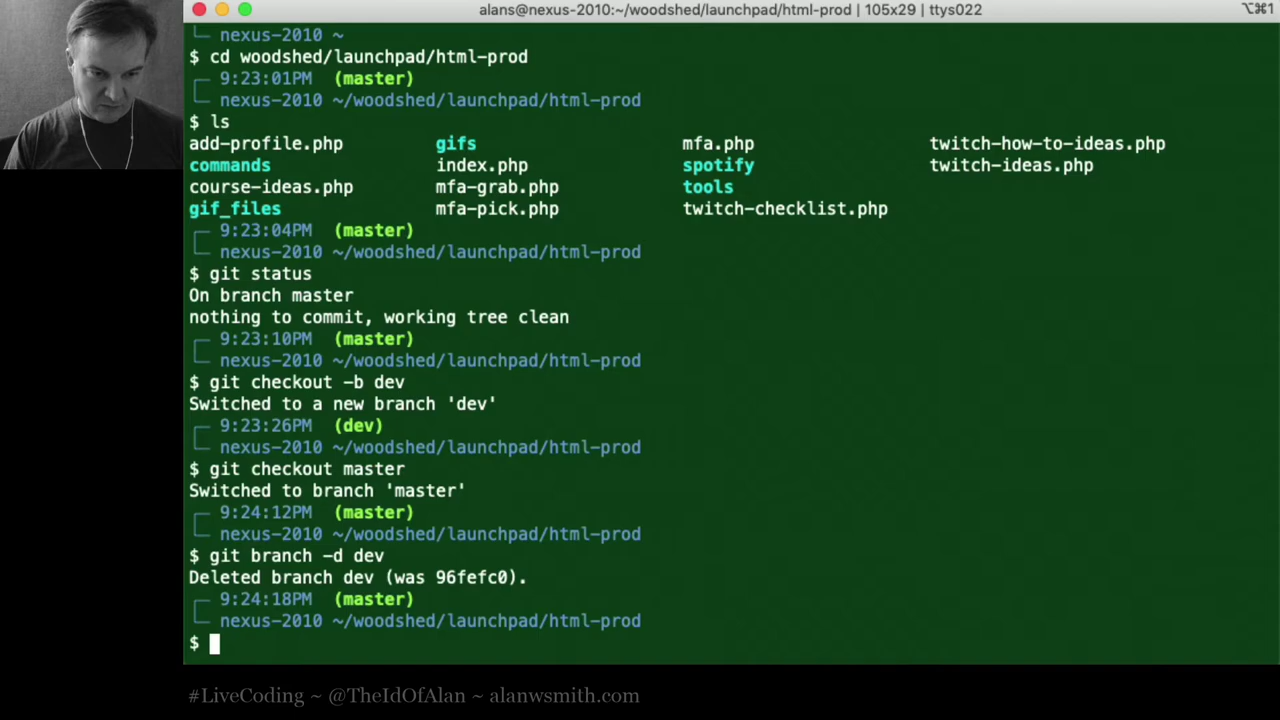 alans@nexus-2010:~/woodshed/launchpad/html-prod | 105x29 | ttys022 ⌥⌘1
nexus-2010 ~
$ cd woodshed/launchpad/html-prod
9:23:01PM (master)
nexus-2010 ~/woodshed/launchpad/html-prod
$ ls
add-profile.php gifs mfa.php twitch-how-to-ideas.php
commands index.php spotify twitch-ideas.php
course-ideas.php mfa-grab.php tools
gif_files mfa-pick.php twitch-checklist.php
9:23:04PM (master)
nexus-2010 ~/woodshed/launchpad/html-prod
$ git status
On branch master
nothing to commit, working tree clean
9:23:10PM (master)
nexus-2010 ~/woodshed/launchpad/html-prod
$ git checkout -b dev
Switched to a new branch 'dev'
9:23:26PM (dev)
nexus-2010 ~/woodshed/launchpad/html-prod
$ git checkout master
Switched to branch 'master'
9:24:12PM (master)
nexus-2010 ~/woodshed/launchpad/html-prod
$ git branch -d dev
Deleted branch dev (was 96fefc0).
9:24:18PM (master)
nexus-2010 ~/woodshed/launchpad/html-prod
$
#LiveCoding ~ @TheIdOfAlan ~ alanwsmith.com